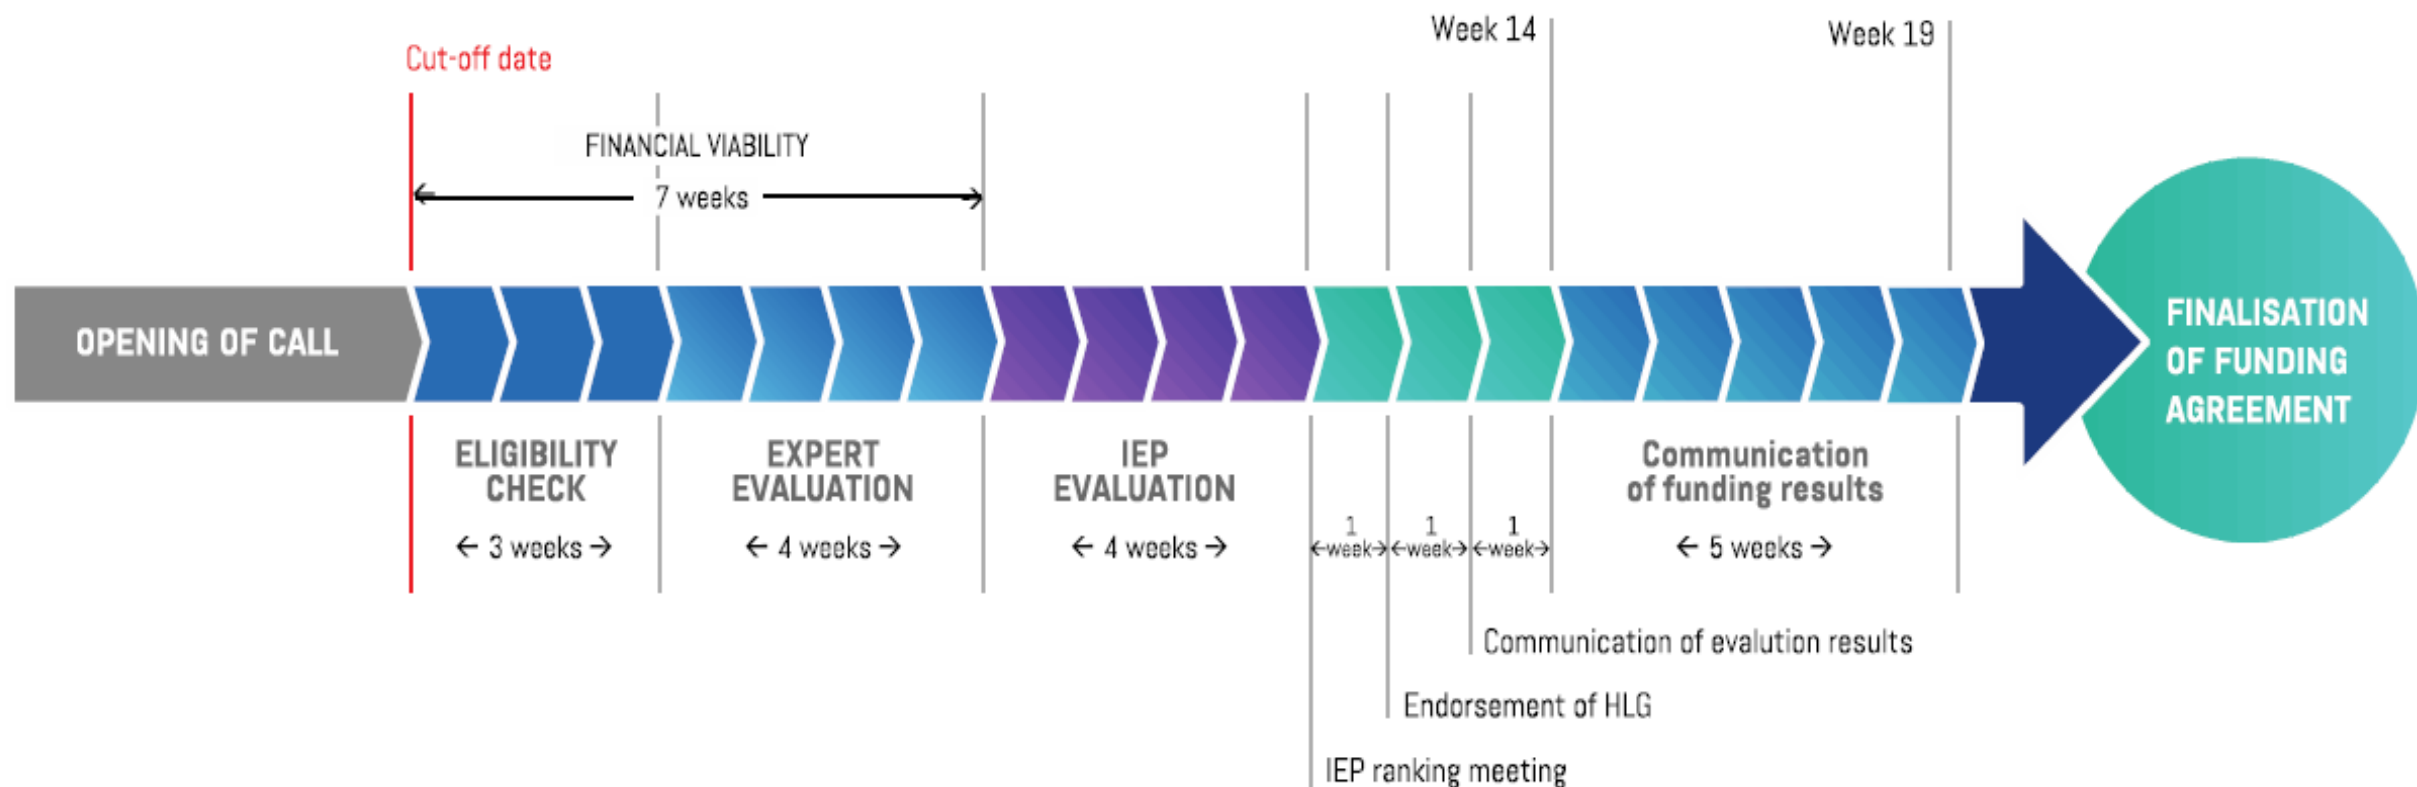 Week 14
Week 19
Cut-off date
FINANCIAL VIABILITY
7 weeks
OPENING OF CALL
FINALISATION
OF FUNDING
AGREEMENT
ELIGIBILITY
CHECK
← 3 weeks →
EXPERT
EVALUATION
← 4 weeks →
IEP
EVALUATION
← 4 weeks →
1
←week→
1
←week→
1
←week→
Communication
of funding results
← 5 weeks →
Communication of evalution results
Endorsement of HLG
IEP ranking meeting